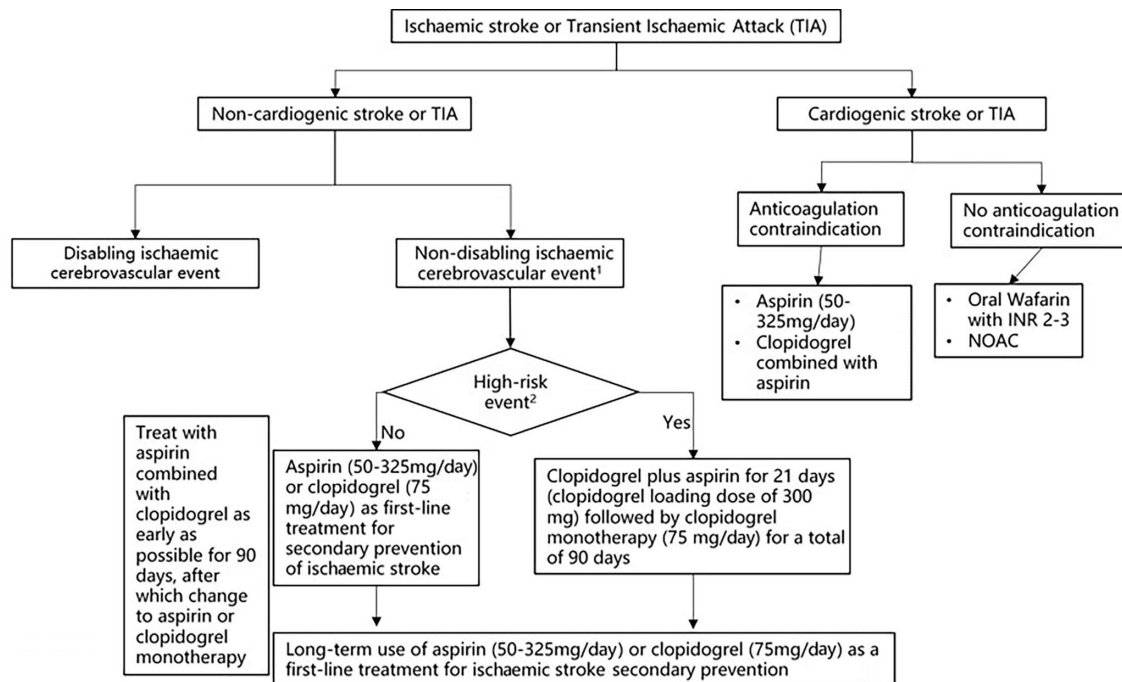 Ischaemic stroke or Transient Ischaemic Attack (TIA)
Non-cardiogenic stroke or TIA
Cardiogenic stroke or TIA
Disabling ischaemic
cerebrovascular event
Non-disabling ischaemic
cerebrovascular event¹
Anticoagulation
contraindication
No anticoagulation
contraindication
• Aspirin (50-
325mg/day)
• Clopidogrel
combined with
aspirin
• Oral Wafarin
with INR 2-3
• NOAC
High-risk
event²
No
Yes
Treat with
aspirin
combined
with
clopidogrel as
early as
possible for 90
days, after
which change
to aspirin or
clopidogrel
monotherapy
Aspirin (50-325mg/day)
or clopidogrel (75
mg/day) as first-line
treatment for
secondary prevention
of ischaemic stroke
Clopidogrel plus aspirin for 21 days
(clopidogrel loading dose of 300
mg) followed by clopidogrel
monotherapy (75 mg/day) for a total
of 90 days
Long-term use of aspirin (50-325mg/day) or clopidogrel (75mg/day) as a
first-line treatment for ischaemic stroke secondary prevention